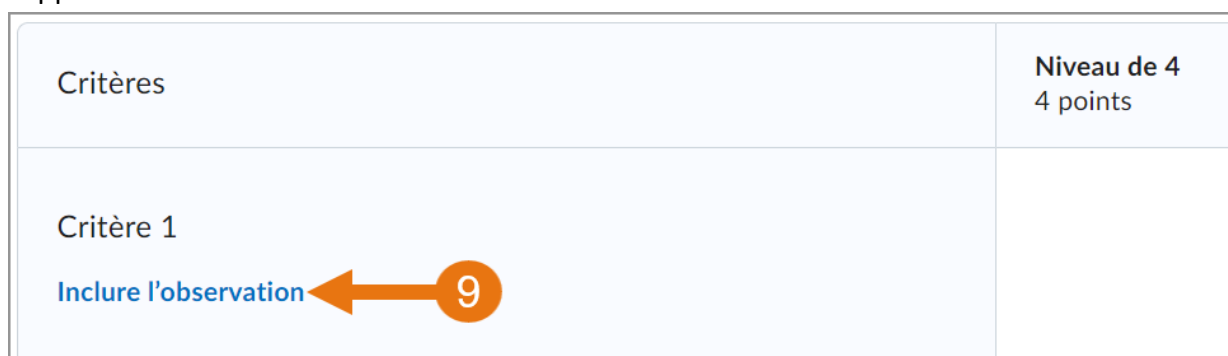 Critères
Niveau de 4
4 points
Critère 1
Inclure l’observation
9